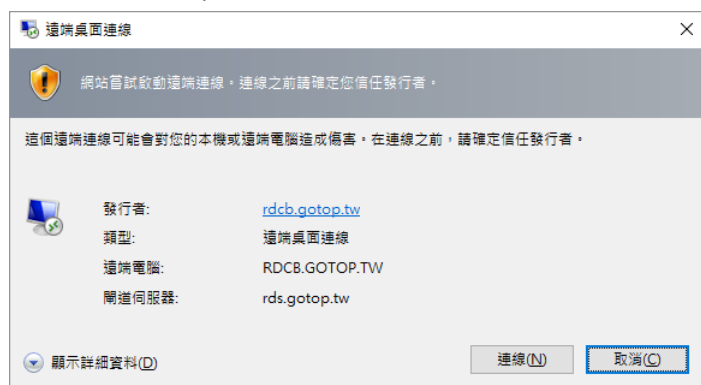 遠端桌面連線
網站嘗試啟動遠端連線。連線之前請確定您信任發行者。
這個遠端連線可能會對您的本機或遠端電腦造成傷害。在連線之前，請確定信任發行者。
發行者: rdcb.gotop.tw
類型: 遠端桌面連線
遠端電腦: RDCB.GOTOP.TW
閘道伺服器: rds.gotop.tw
顯示詳細資料(D) 連線(N) 取消(C)